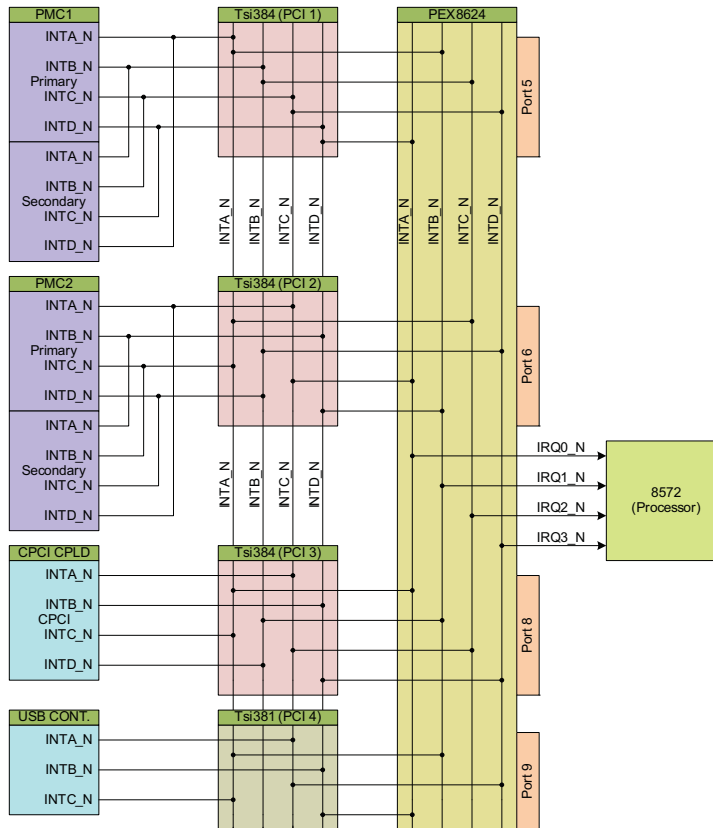 PMC1
Tsi384 (PCI 1)
PEX8624
INTA_N
INTB_N
Primary
INTC_N
INTD_N
INTA_N
INTB_N
Secondary
INTC_N
INTD_N
Port 5
INTA_N
INTB_N
INTC_N
INTD_N
INTA_N
INTB_N
INTC_N
INTD_N
PMC2
Tsi384 (PCI 2)
INTA_N
INTB_N
Primary
INTC_N
INTD_N
INTA_N
INTB_N
Secondary
INTC_N
INTD_N
Port 6
INTA_N
INTB_N
INTC_N
INTD_N
IRQ0_N
IRQ1_N
IRQ2_N
IRQ3_N
8572
(Processor)
CPCI CPLD
Tsi384 (PCI 3)
INTA_N
INTB_N
CPCI
INTC_N
INTD_N
Port 8
USB CONT.
Tsi381 (PCI 4)
INTA_N
INTB_N
INTC_N
Port 9